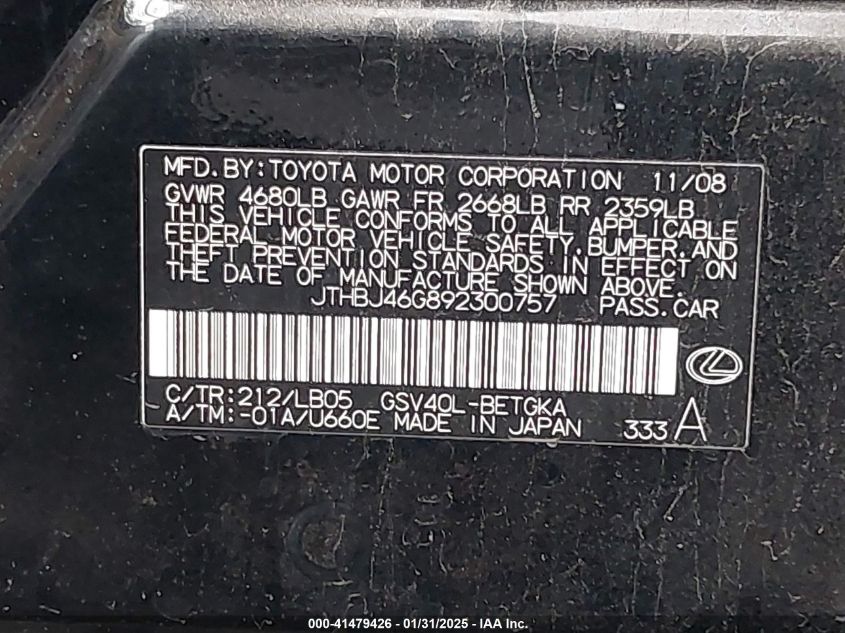 MFD.BY:TOYOTA MOTOR CORPORATION 11/08
GVWR 4680LB GAWR FR 2668LB RR 2359LB
THIS VEHICLE CONFORMS TO ALL APPLICABLE
FEDERAL MOTOR VEHICLE SAFETY,BUMPER,AND
THEFT PREVENTION STANDARDS IN EFFECT ON
THE DATE OF MANUFACTURE SHOWN ABOVE.
JTHBJ46G892300757 PASS.CAR
C/TR:212/LB05 GSV40L-BETGKA
A/TM:-01A/U660E MADE IN JAPAN 333A
000-41479426 - 01/31/2025 - IAA Inc.